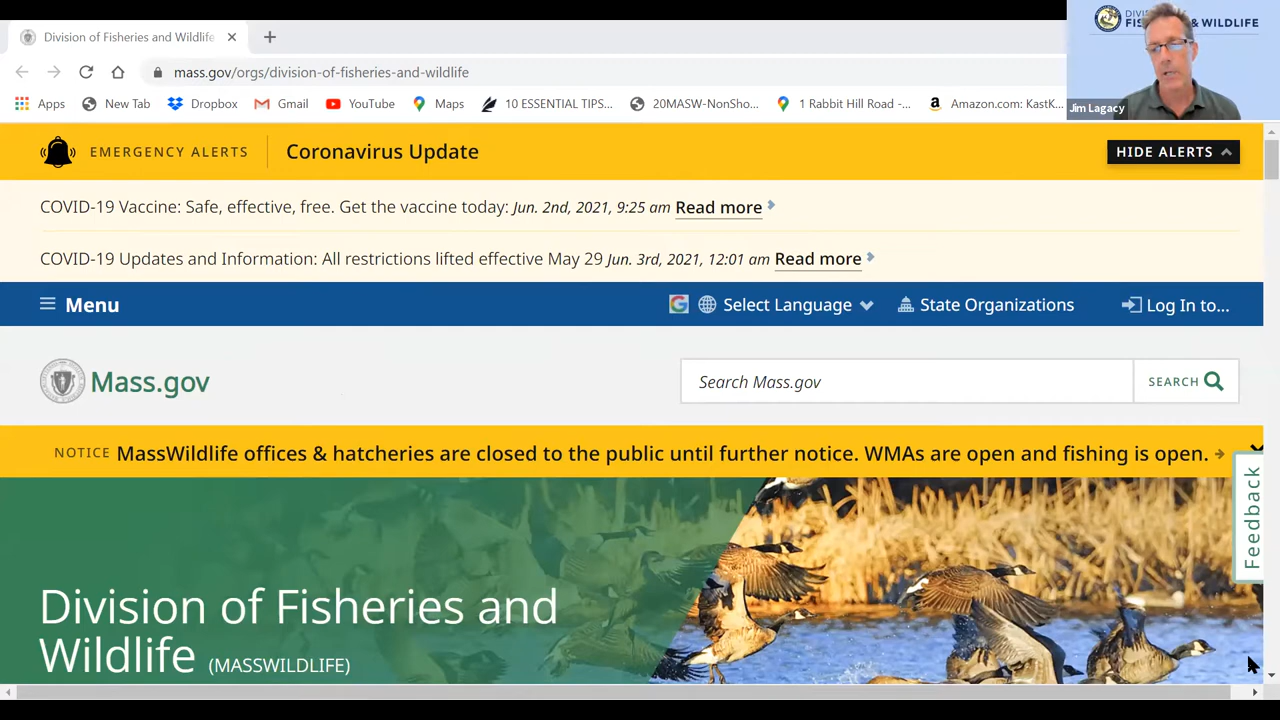 Division of Fisheries and Wildlife
DIVISION
FISHERIES & WILDLIFE
mass.gov/orgs/division-of-fisheries-and-wildlife
Apps New Tab Dropbox Gmail YouTube Maps 10 ESSENTIAL TIPS... 20MASW-NonSho... 1 Rabbit Hill Road -... Amazon.com: KastK...
Jim Lagacy
EMERGENCY ALERTS Coronavirus Update HIDE ALERTS
COVID-19 Vaccine: Safe, effective, free. Get the vaccine today: Jun. 2nd, 2021, 9:25 am Read more
COVID-19 Updates and Information: All restrictions lifted effective May 29 Jun. 3rd, 2021, 12:01 am Read more
Menu Select Language State Organizations Log In to...
Mass.gov Search Mass.gov SEARCH
NOTICE MassWildlife offices & hatcheries are closed to the public until further notice. WMAs are open and fishing is open.
Feedback
Division of Fisheries and
Wildlife (MASSWILDLIFE)